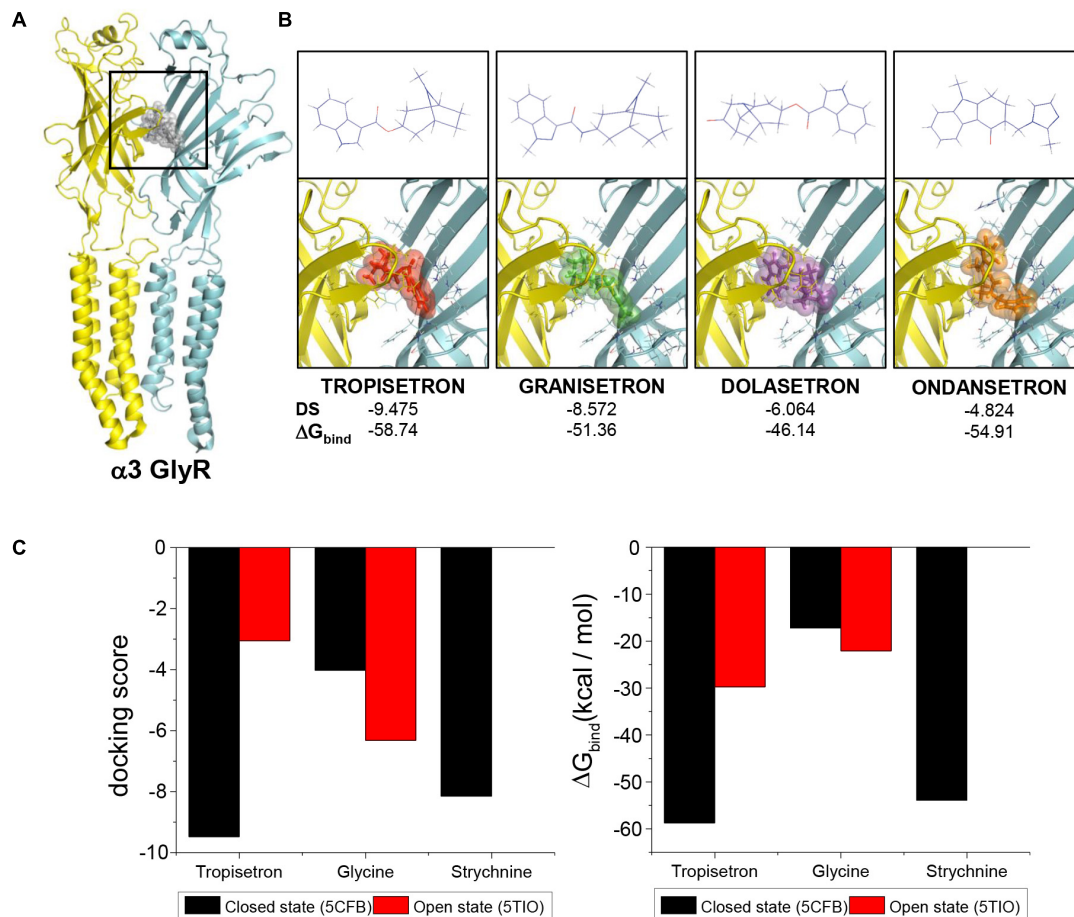 A
B
TROPISETRON GRANISETRON DOLASETRON ONDANSETRON
DS -9.475 -8.572 -6.064 -4.824
ΔGbind -58.74 -51.36 -46.14 -54.91
α3 GlyR
C
docking score
0
-2
-4
-6
-8
-10
Tropisetron Glycine Strychnine
Closed state (5CFB) Open state (5TIO)
ΔGbind(kcal / mol)
0
-10
-20
-30
-40
-50
-60
Tropisetron Glycine Strychnine
Closed state (5CFB) Open state (5TIO)